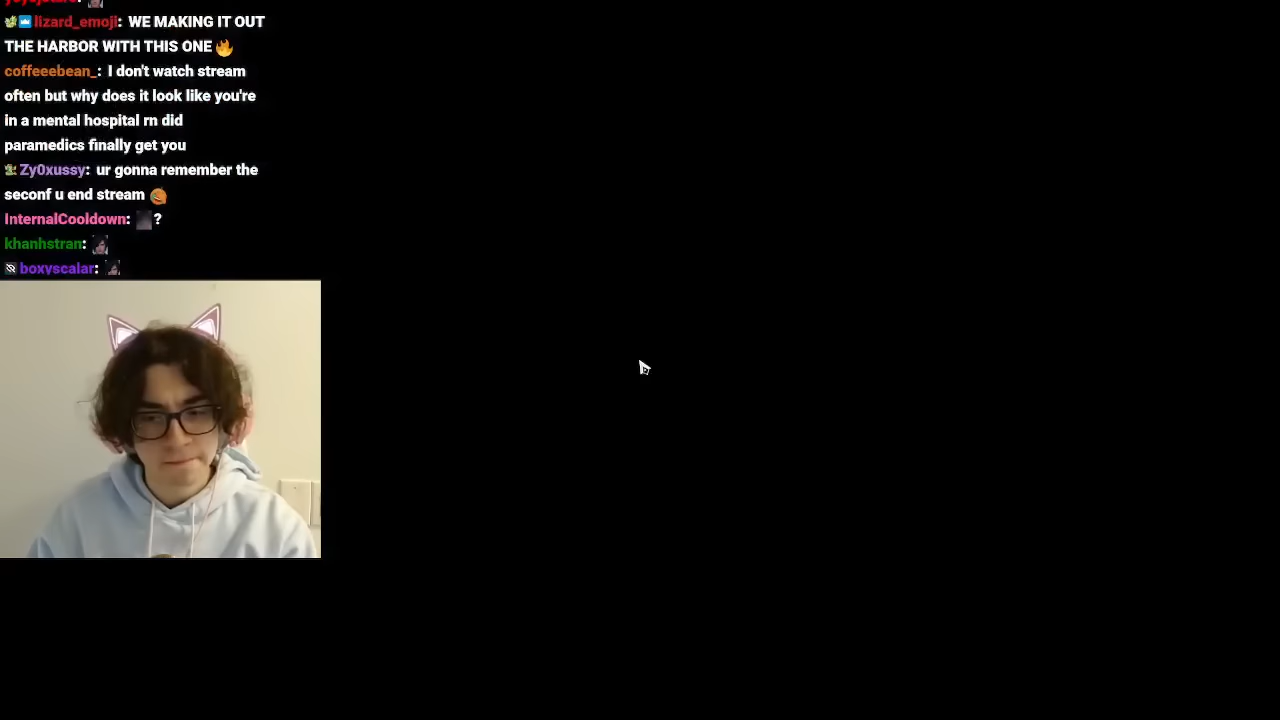 lizard_emoji: WE MAKING IT OUT
THE HARBOR WITH THIS ONE 🔥
coffeeebean_: I don't watch stream
often but why does it look like you're
in a mental hospital rn did
paramedics finally get you
Zy0xussy: ur gonna remember the
seconf u end stream
InternalCooldown: ?
khanhstran:
boxyscalar: